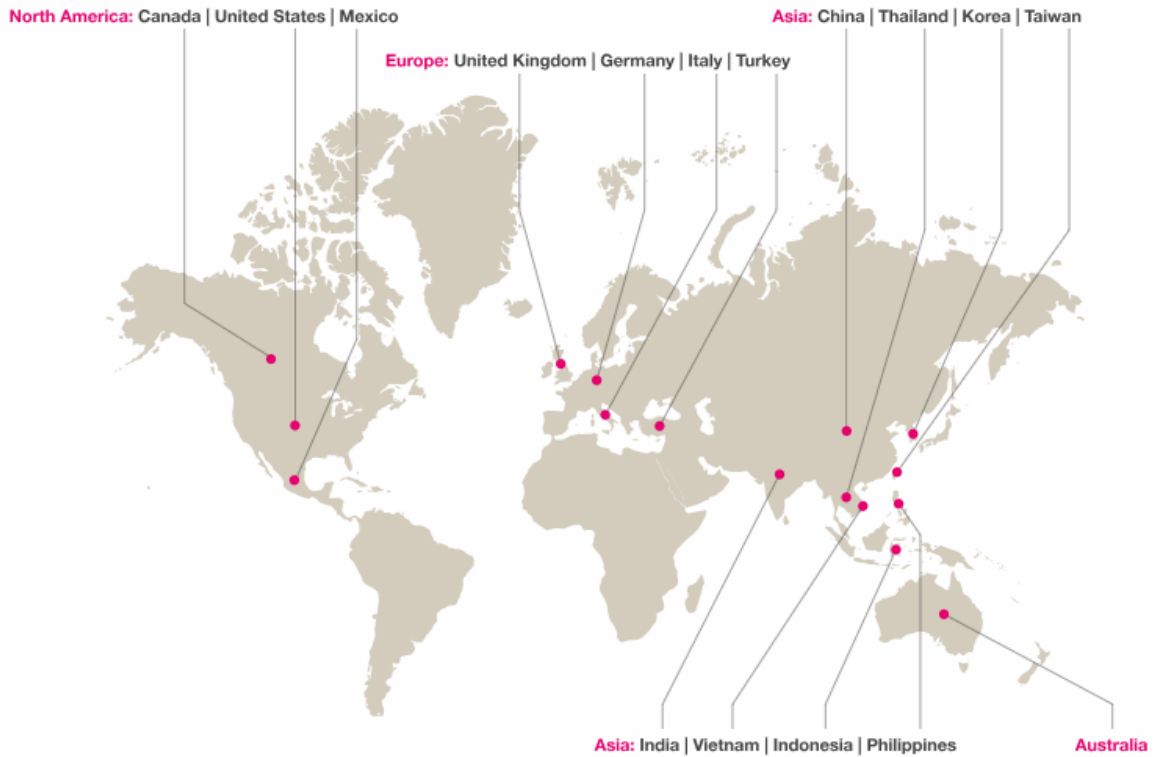 North America: Canada | United States | Mexico
Asia: China | Thailand | Korea | Taiwan
Europe: United Kingdom | Germany | Italy | Turkey
Asia: India | Vietnam | Indonesia | Philippines
Australia